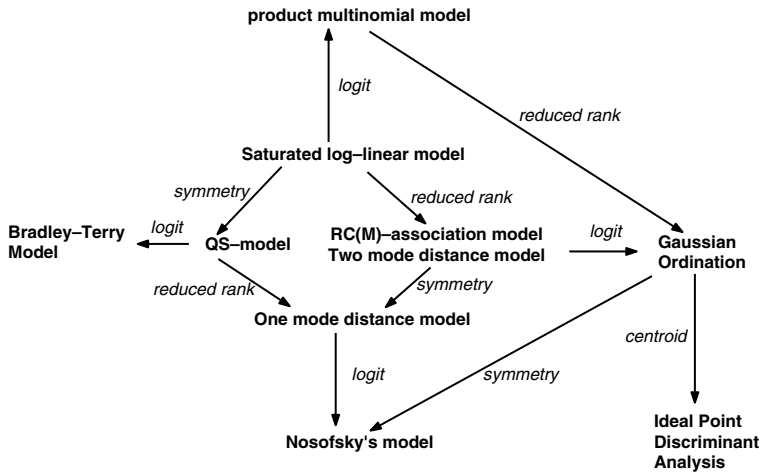 product multinomial model
logit
reduced rank
Saturated log–linear model
symmetry
reduced rank
Bradley–Terry
Model
logit
QS–model
RC(M)–association model
Two mode distance model
logit
Gaussian
Ordination
reduced rank
symmetry
One mode distance model
centroid
logit
symmetry
Nosofsky's model
Ideal Point
Discriminant
Analysis